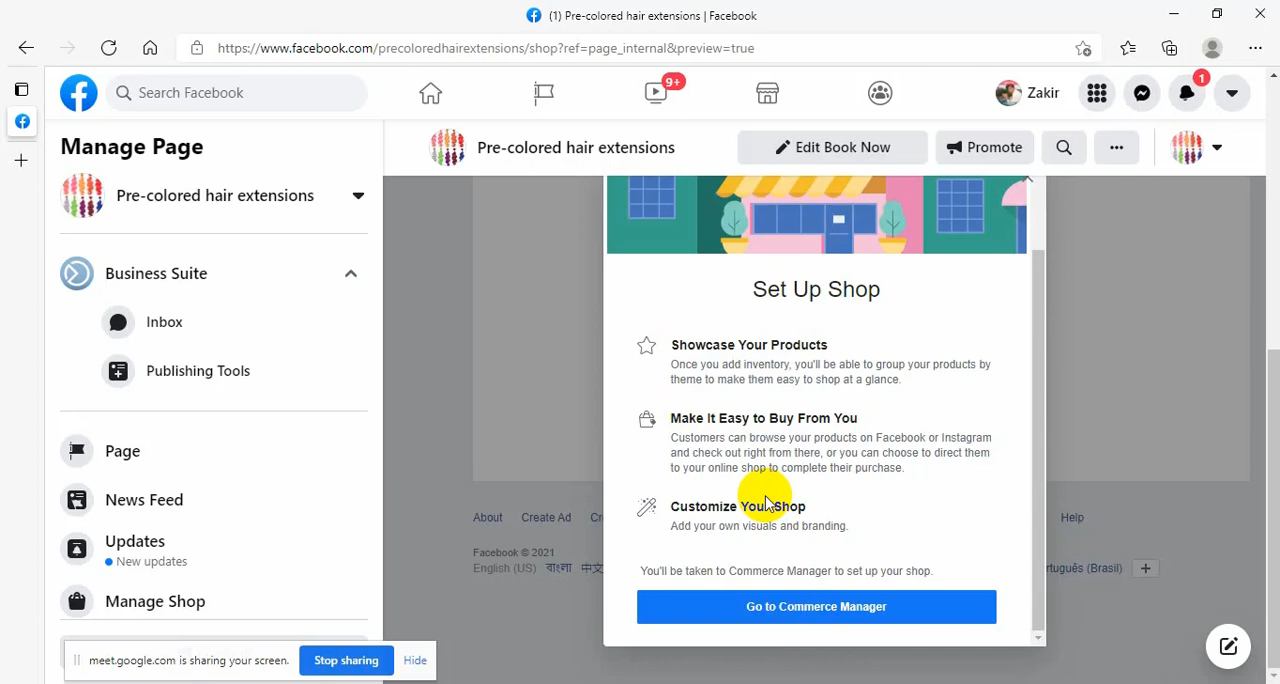 (1) Pre-colored hair extensions | Facebook
https://www.facebook.com/precoloredhairextensions/shop?ref=page_internal&preview=true
Search Facebook
9+
Zakir
1
Manage Page
Pre-colored hair extensions
Edit Book Now
Promote
Pre-colored hair extensions
Business Suite
Inbox
Publishing Tools
Page
News Feed
Updates
New updates
Manage Shop
Set Up Shop
Showcase Your Products
Once you add inventory, you'll be able to group your products by
theme to make them easy to shop at a glance.
Make It Easy to Buy From You
Customers can browse your products on Facebook or Instagram
and check out right from there, or you can choose to direct them
to your online shop to complete their purchase.
Customize Your Shop
Add your own visuals and branding.
You'll be taken to Commerce Manager to set up your shop.
Go to Commerce Manager
About Create Ad Cr
Help
Facebook © 2021
English (US) বাংলা 中文
rtuguês (Brasil)
meet.google.com is sharing your screen.
Stop sharing
Hide